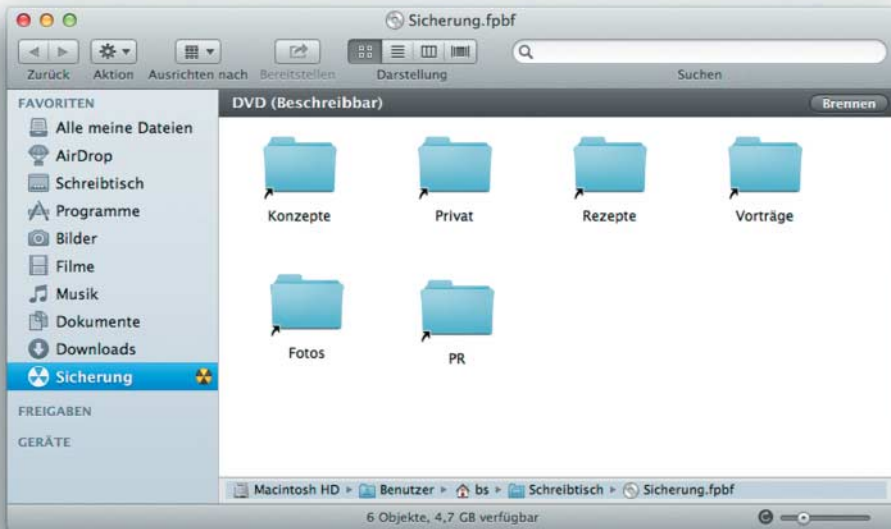 Sicherung.fpbf
Zurück Aktion Ausrichten nach Bereitstellen Darstellung Suchen
FAVORITEN
Alle meine Dateien
AirDrop
Schreibtisch
Programme
Bilder
Filme
Musik
Dokumente
Downloads
Sicherung
FREIGABEN
GERÄTE
DVD (Beschreibbar) Brennen
Konzepte Privat Rezepte Vorträge
Fotos PR
Macintosh HD ▸ Benutzer ▸ bs ▸ Schreibtisch ▸ Sicherung.fpbf
6 Objekte, 4,7 GB verfügbar